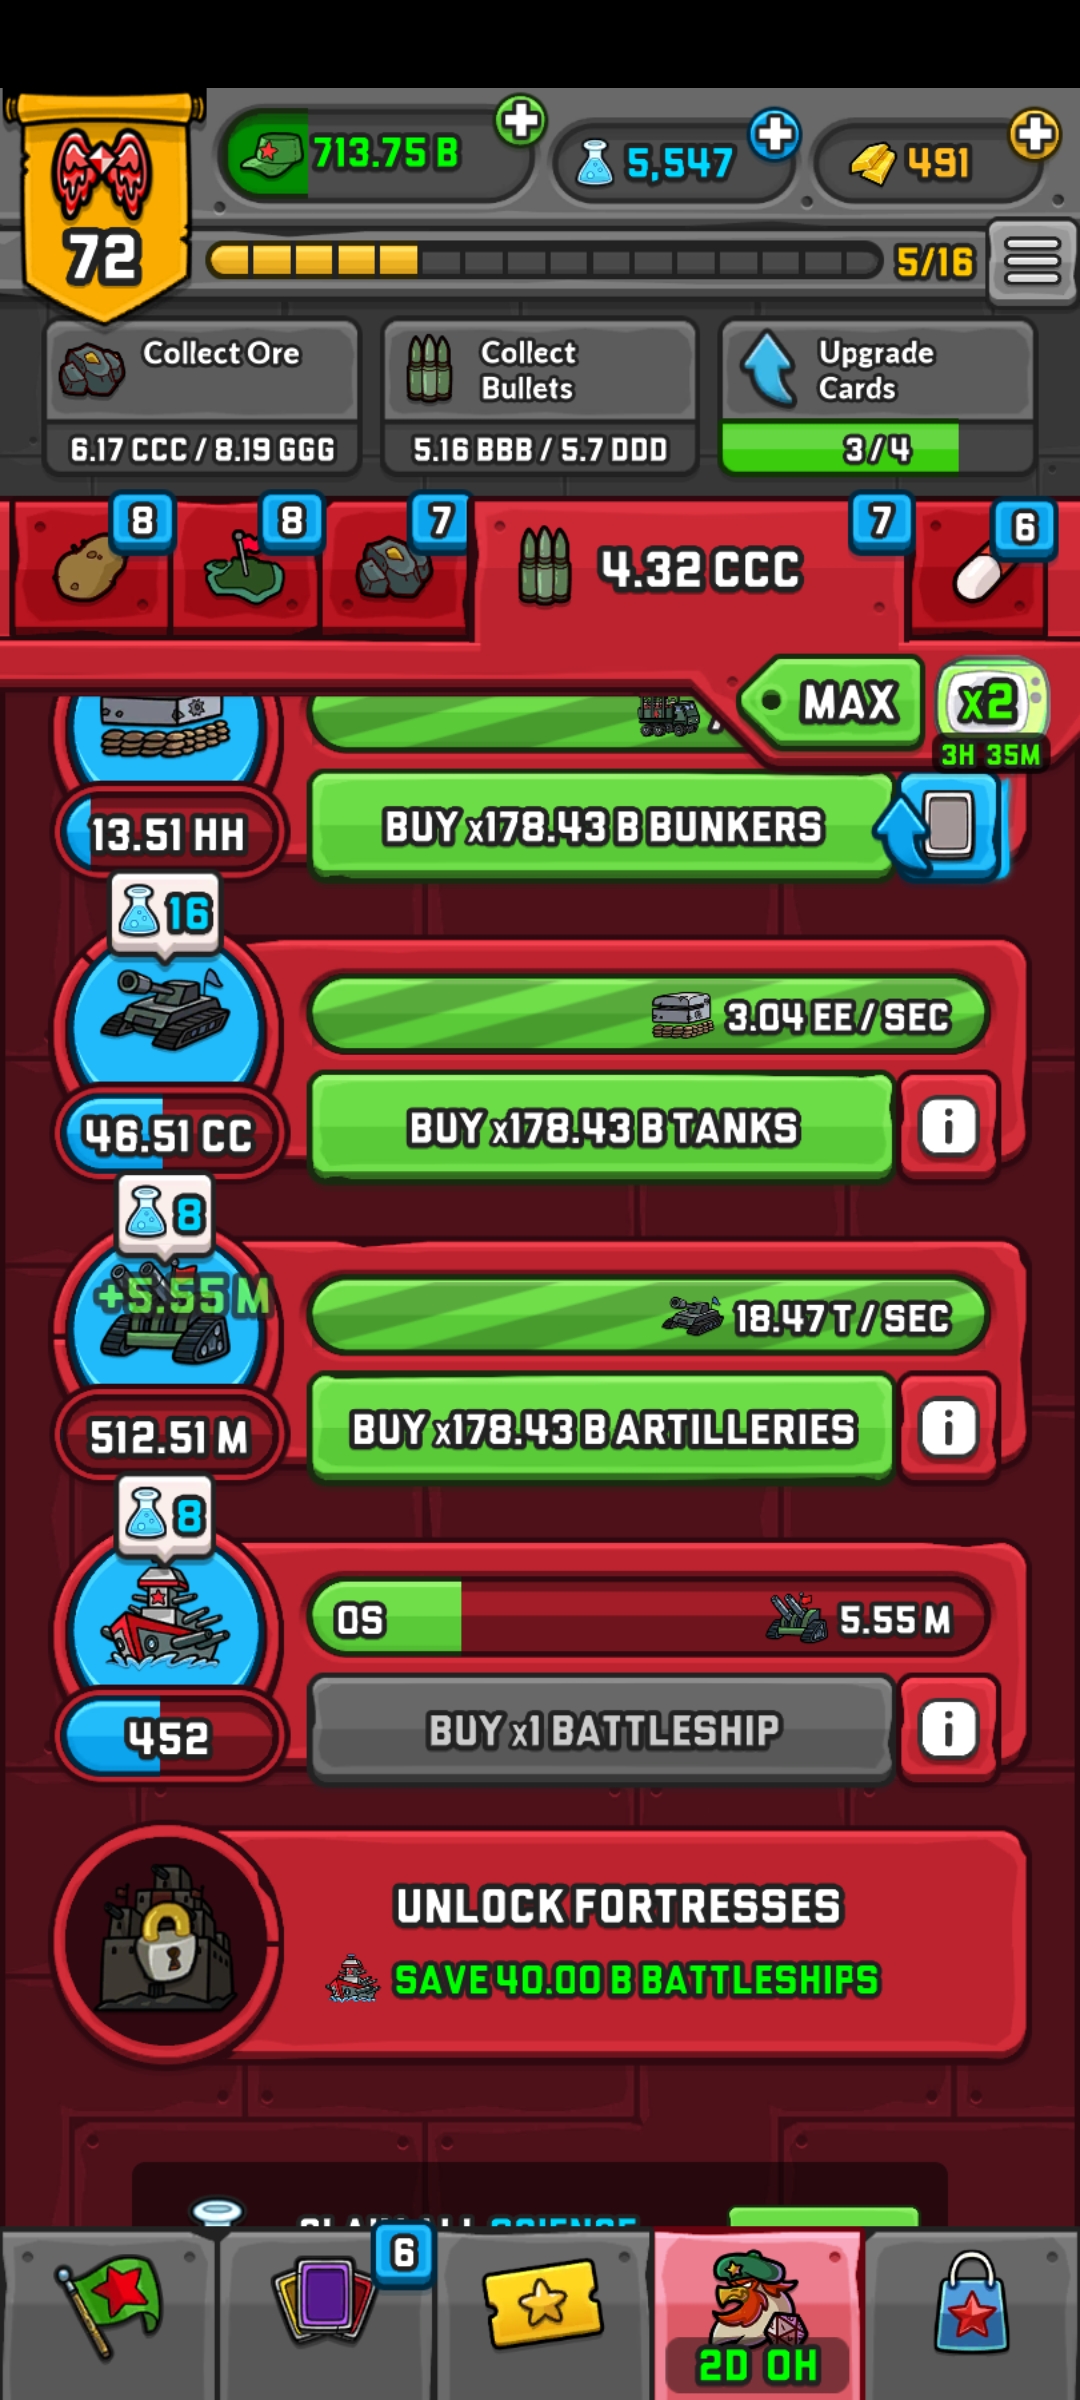 72
713.75 B
5,547
491
5/16
Collect Ore
6.17 CCC / 8.19 GGG
Collect
Bullets
5.16 BBB / 5.7 DDD
Upgrade
Cards
3/4
8
8
7
4.32 CCC
7
6
MAX
x2
3H 35M
13.51 HH
BUY x178.43 B BUNKERS
16
3.04 EE / SEC
46.51 CC
BUY x178.43 B TANKS
8
+5.55 M
18.47 T / SEC
512.51 M
BUY x178.43 B ARTILLERIES
8
0S
5.55 M
452
BUY x1 BATTLESHIP
UNLOCK FORTRESSES
SAVE 40.00 B BATTLESHIPS
6
2D 0H